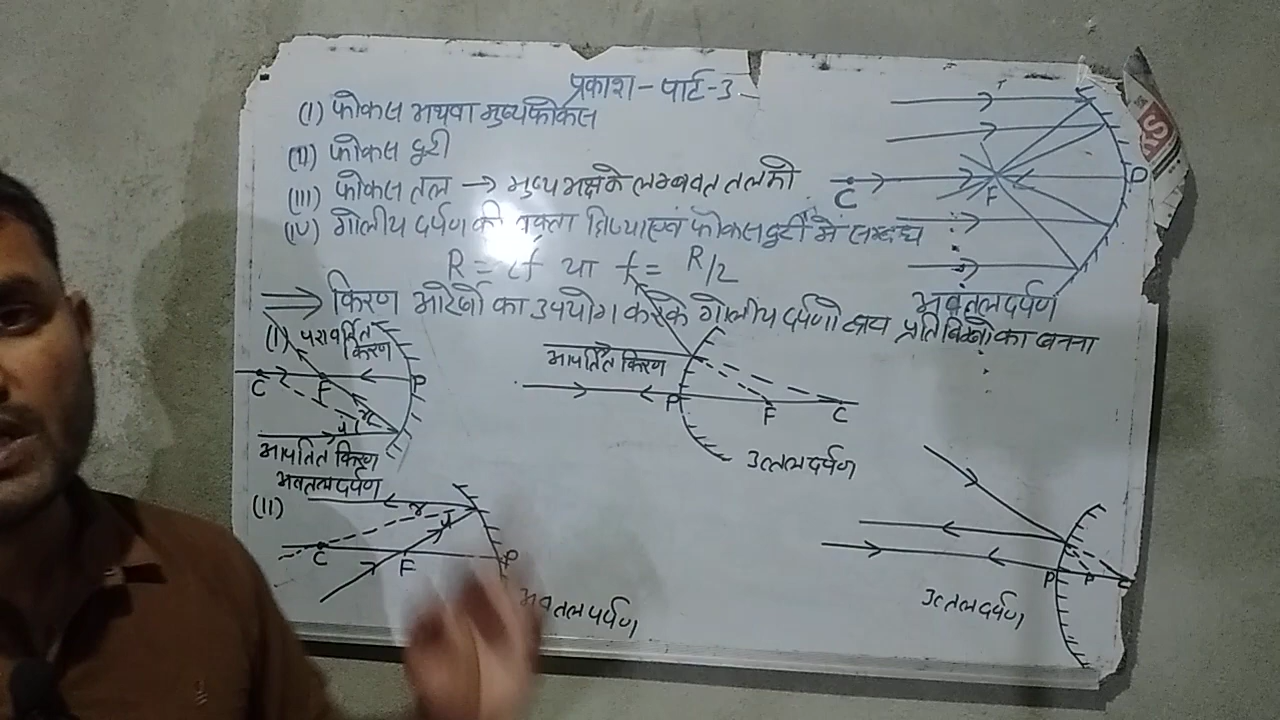 प्रकाश - पार्ट-3
(I) फोकस अथवा मुख्य फोकस
(II) फोकस दूरी
(III) फोकस तल → मुख्य अक्ष के लम्बवत तल को
(IV) गोलीय दर्पण की वक्रता त्रिज्या एवं फोकस दूरी में सम्बन्ध
R = 2f या f = R/2
C F P
अवतल दर्पण
⇒ किरण आरेखों का उपयोग करके गोलीय दर्पणों द्वारा प्रतिबिम्बो का बनना
(I) परावर्तित किरण
C F P
i r
आपतित किरण
अवतल दर्पण
आपतित किरण
P F C
उत्तल दर्पण
(II)
C F P
i r
अवतल दर्पण
P F C
उत्तल दर्पण
KS